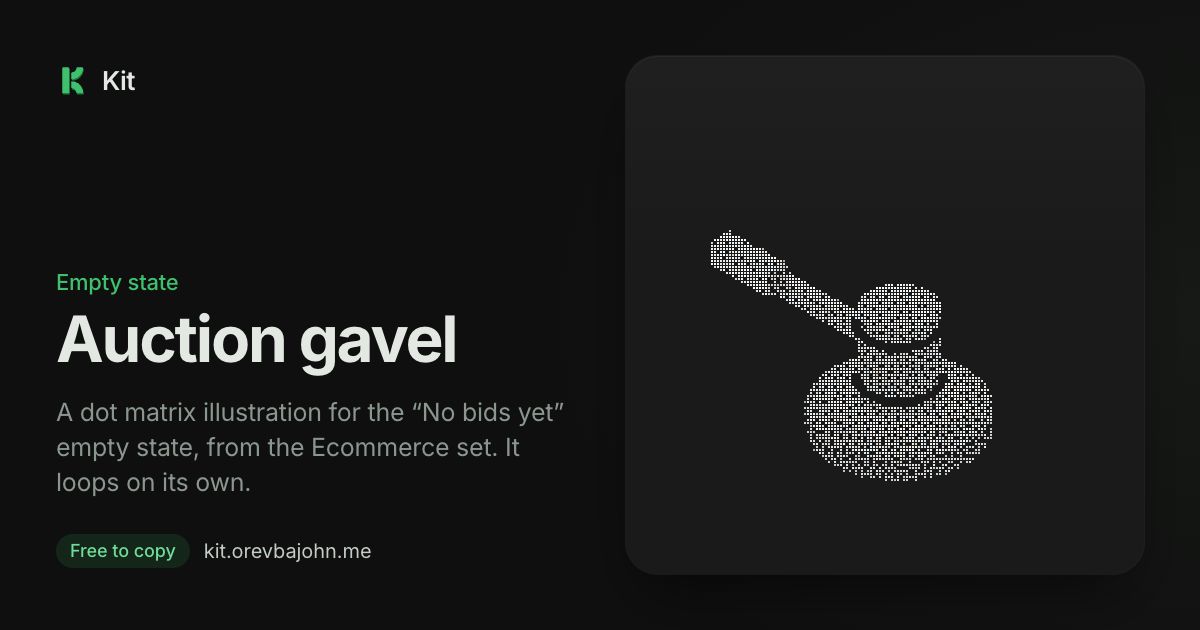 Kit
Empty state
Auction gavel
A dot matrix illustration for the “No bids yet”
empty state, from the Ecommerce set. It
loops on its own.
Free to copy
kit.orevbajohn.me